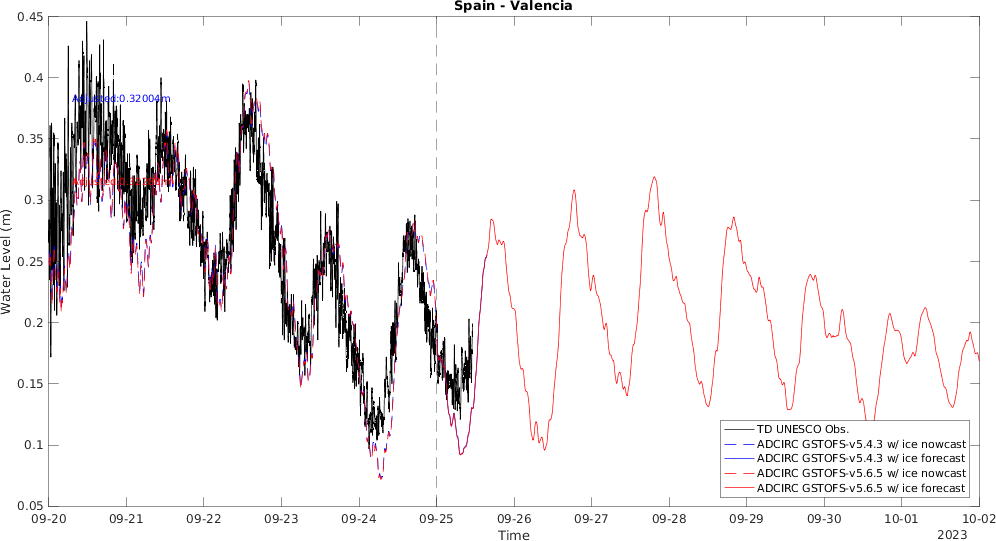 Spain - Valencia
0.45
0.4
0.35
0.3
0.25
0.2
0.15
0.1
0.05
Water Level (m)
Adjusted:0.32004m
09-20
09-21
09-22
09-23
09-24
09-25
09-26
09-27
09-28
09-29
09-30
10-01
10-02
Time
2023
TD UNESCO Obs.
ADCIRC GSTOFS-v5.4.3 w/ ice nowcast
ADCIRC GSTOFS-v5.4.3 w/ ice forecast
ADCIRC GSTOFS-v5.6.5 w/ ice nowcast
ADCIRC GSTOFS-v5.6.5 w/ ice forecast